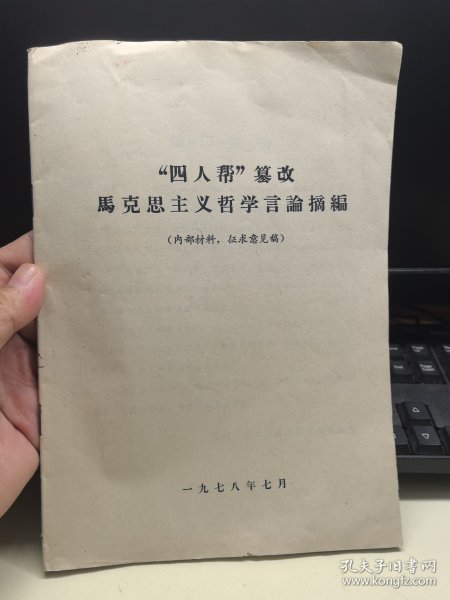 “四人帮”篡改
馬克思主义哲学言論摘編
（内部材料，征求意见稿）
一九七八年七月
孔夫子旧书网
www.kongfz.com